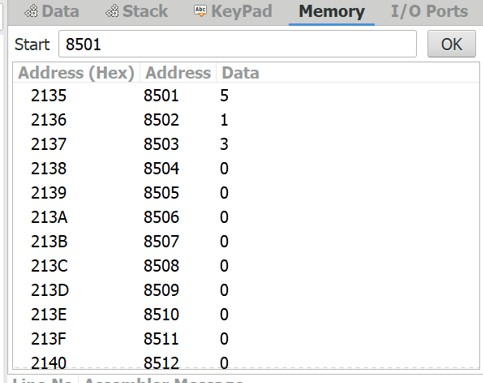 Data Stack KeyPad Memory I/O Ports
Start 8501 OK
Address (Hex) Address Data
2135 8501 5
2136 8502 1
2137 8503 3
2138 8504 0
2139 8505 0
213A 8506 0
213B 8507 0
213C 8508 0
213D 8509 0
213E 8510 0
213F 8511 0
2140 8512 0
Line No Assembler Message